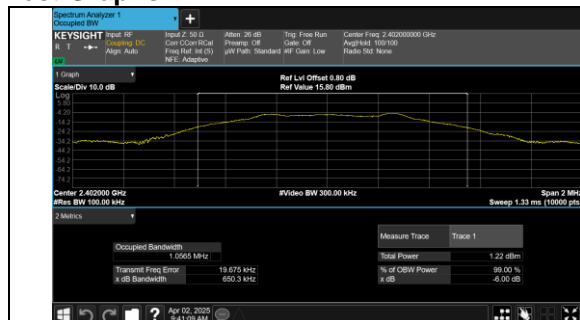 Spectrum Analyzer 1
Occupied BW
+
KEYSIGHT Input: RF Input Z: 50 Ω Atten: 26 dB Trig: Free Run Center Freq: 2.402000000 GHz
R T Coupling: DC Corr CCorr RCal Preamp: Off Gate: Off Avg|Hold: 100/100
Align: Auto Freq Ref: Int (S) µW Path: Standard #IF Gain: Low Radio Std: None
NFE: Adaptive
1 Graph
Ref Lvl Offset 0.80 dB
Scale/Div 10.0 dB Ref Value 15.80 dBm
Log
5.80
-4.20
-14.2
-24.2
-34.2
-44.2
-54.2
-64.2
-74.2
Center 2.402000 GHz #Video BW 300.00 kHz Span 2 MHz
#Res BW 100.00 kHz Sweep 1.33 ms (10000 pts)
2 Metrics
Measure Trace Trace 1
Occupied Bandwidth
1.0565 MHz Total Power 1.22 dBm
Transmit Freq Error 19.675 kHz % of OBW Power 99.00 %
x dB Bandwidth 650.3 kHz x dB -6.00 dB
? Apr 02, 2025
9:41:09 AM